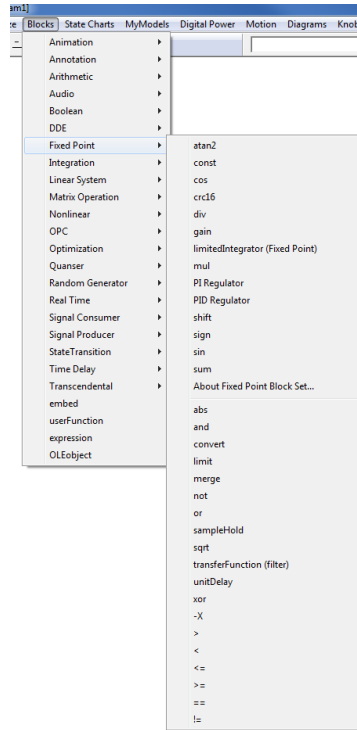 am1]
Blocks State Charts MyModels Digital Power Motion Diagrams Knob
Animation
Annotation
Arithmetic
Audio
Boolean
DDE
Fixed Point
Integration
Linear System
Matrix Operation
Nonlinear
OPC
Optimization
Quanser
Random Generator
Real Time
Signal Consumer
Signal Producer
StateTransition
Time Delay
Transcendental
embed
userFunction
expression
OLEobject
atan2
const
cos
crc16
div
gain
limitedIntegrator (Fixed Point)
mul
PI Regulator
PID Regulator
shift
sign
sin
sum
About Fixed Point Block Set...
abs
and
convert
limit
merge
not
or
sampleHold
sqrt
transferFunction (filter)
unitDelay
xor
-X
>
<
<=
>=
==
!=